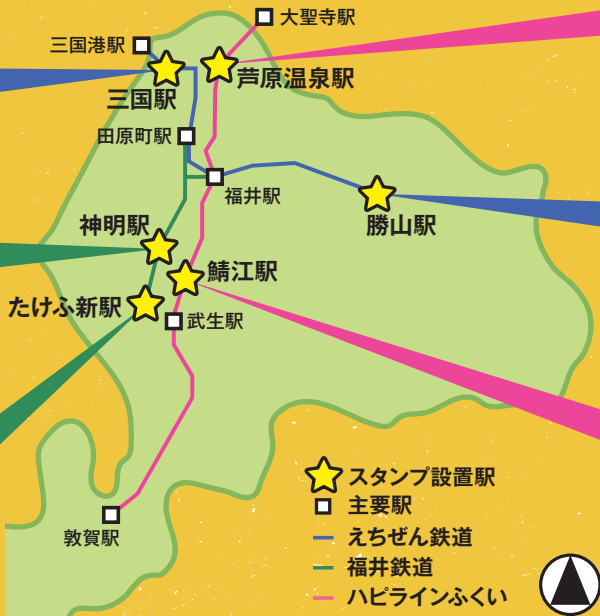 大聖寺駅
三国港駅
芦原温泉駅
三国駅
田原町駅
福井駅
勝山駅
神明駅
鯖江駅
たけふ新駅
武生駅
敦賀駅
スタンプ設置駅
主要駅
えちぜん鉄道
福井鉄道
ハピラインふくい